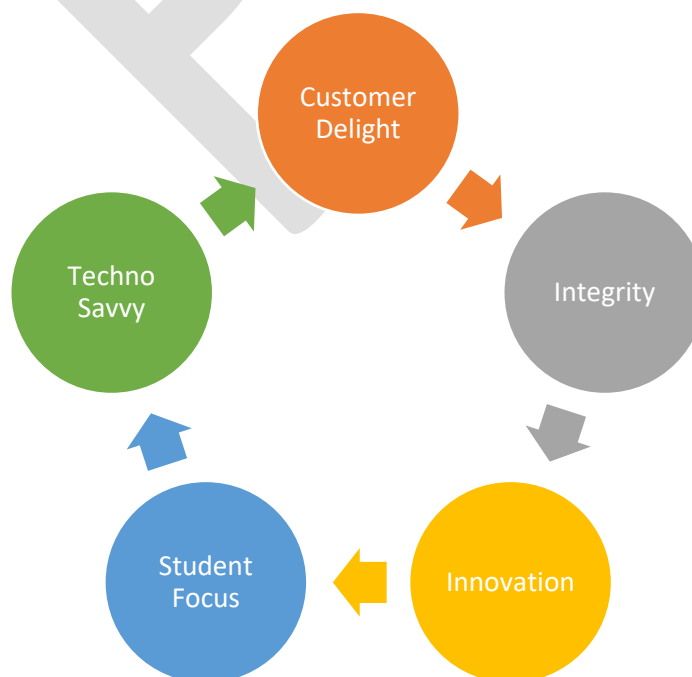 Customer
Delight
Integrity
Innovation
Student
Focus
Techno
Savvy